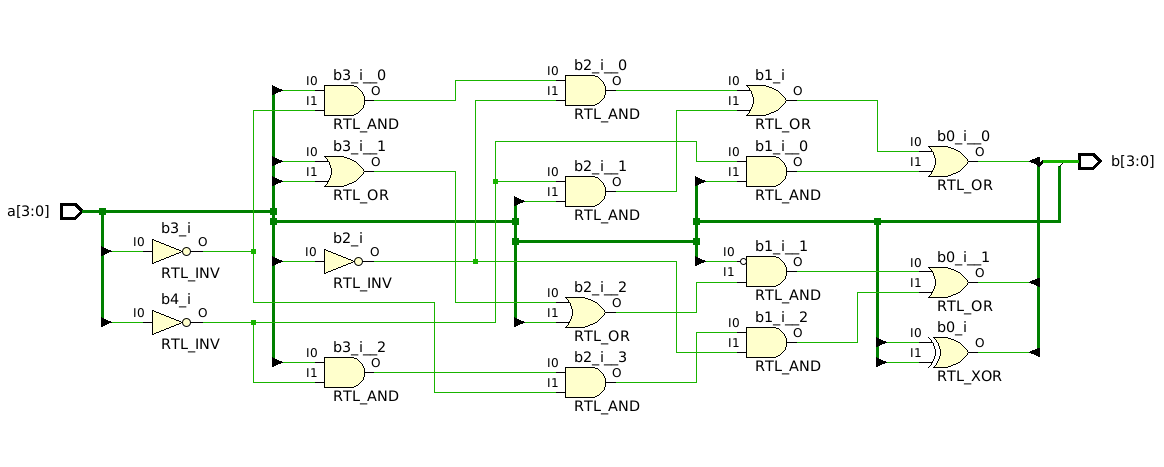 b3_i__0
I0
I1
O
RTL_AND
b2_i__0
I0
I1
O
RTL_AND
b1_i
I0
I1
O
RTL_OR
b3_i__1
I0
I1
O
RTL_OR
b2_i__1
I0
I1
O
RTL_AND
b1_i__0
I0
I1
O
RTL_AND
b0_i__0
I0
I1
O
RTL_OR
a[3:0]
b[3:0]
b3_i
I0
O
RTL_INV
b2_i
I0
O
RTL_INV
b1_i__1
I0
I1
O
RTL_AND
b0_i__1
I0
I1
O
RTL_OR
b4_i
I0
O
RTL_INV
b2_i__2
I0
I1
O
RTL_OR
b1_i__2
I0
I1
O
RTL_AND
b0_i
I0
I1
O
RTL_XOR
b3_i__2
I0
I1
O
RTL_AND
b2_i__3
I0
I1
O
RTL_AND